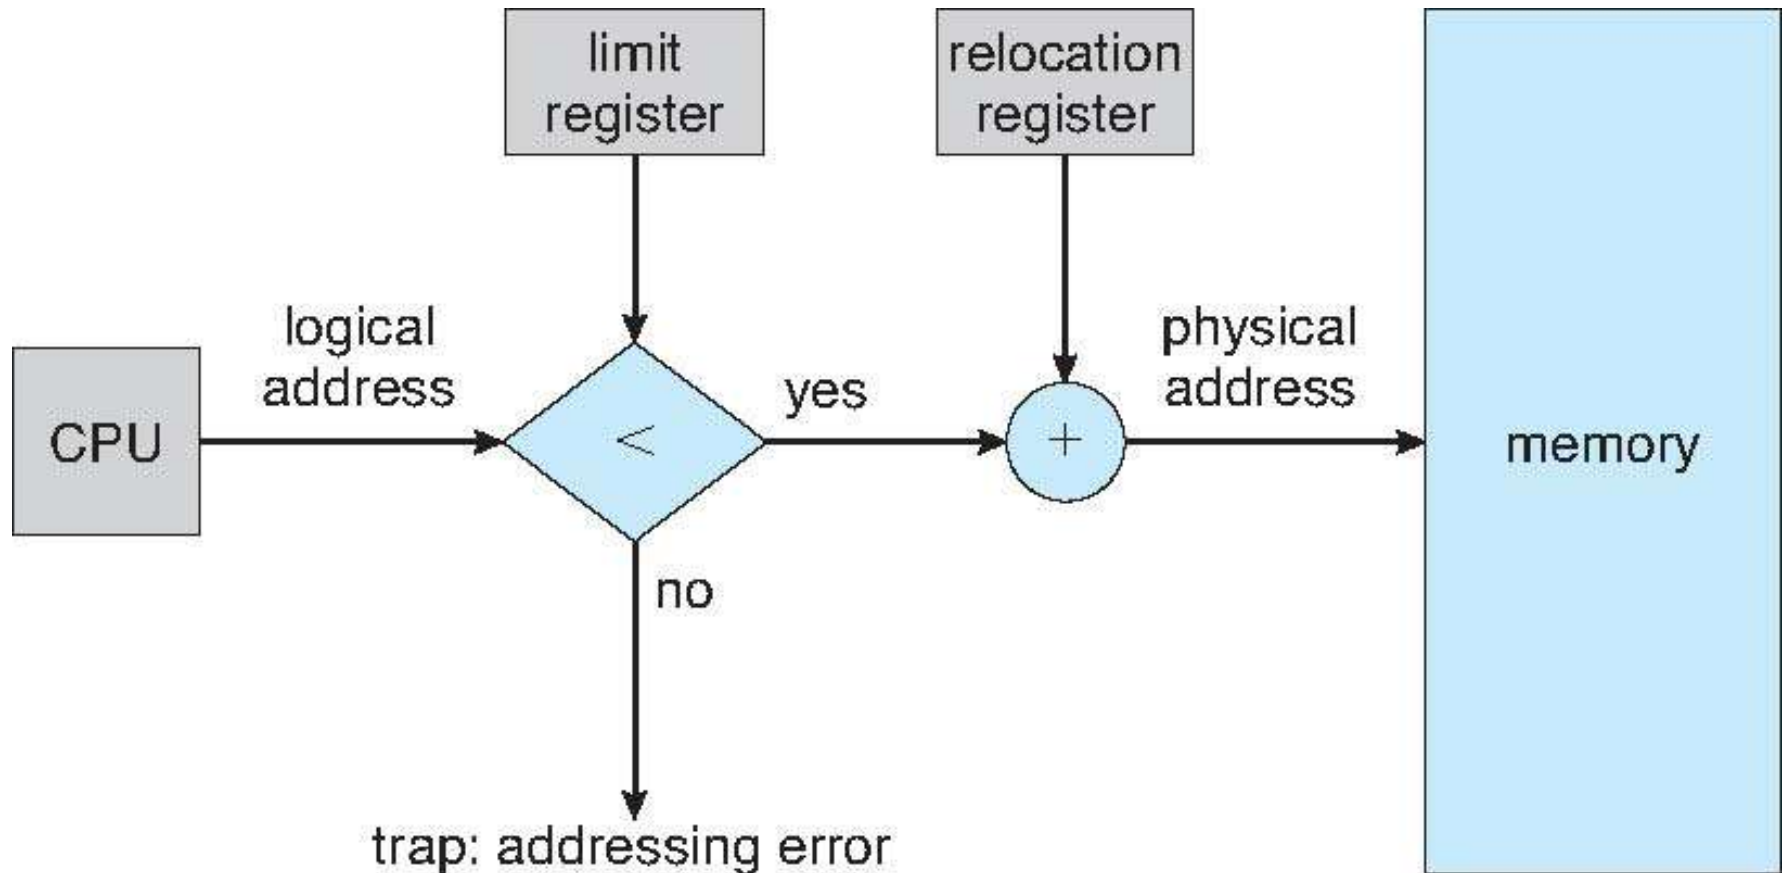 limit
register
relocation
register
logical
address
yes
physical
address
CPU
<
+
memory
no
trap: addressing error